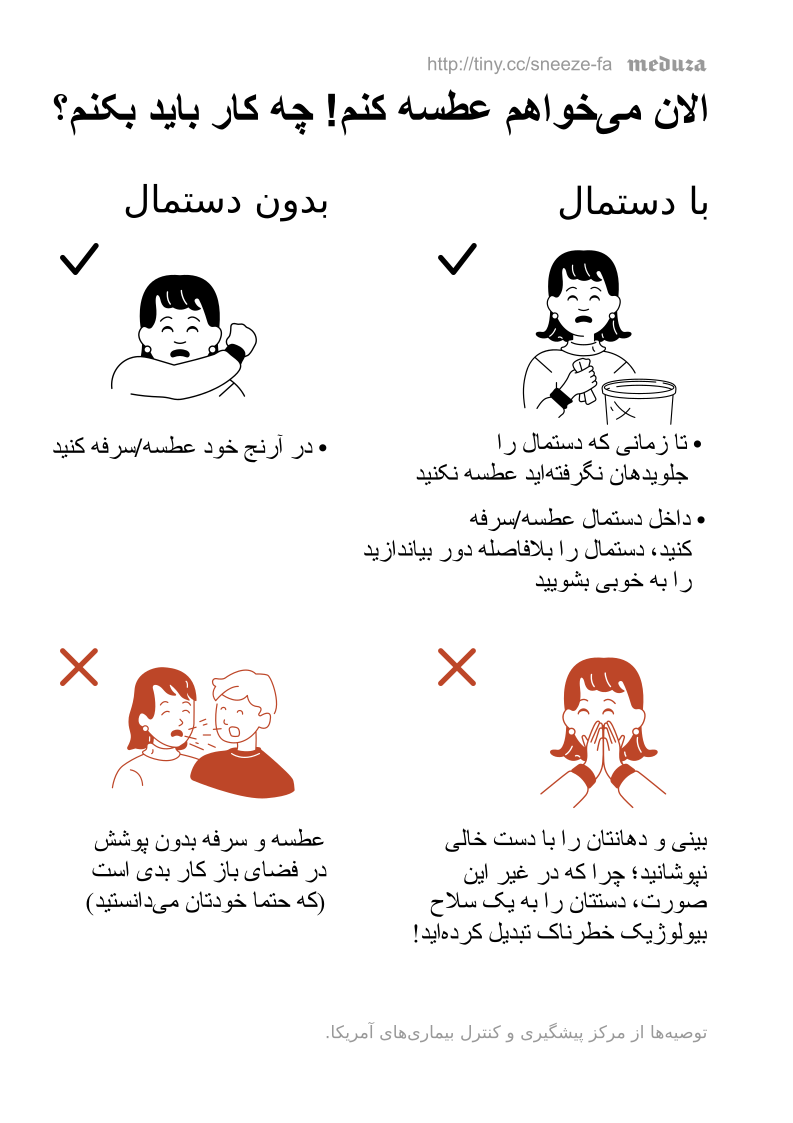 http://tiny.cc/sneeze-fa meduza
الان می‌خواهم عطسه کنم! چه کار باید بکنم؟
با دستمال
• تا زمانی که دستمال را
جلویدهان نگرفته‌اید عطسه نکنید
• داخل دستمال عطسه/سرفه
کنید، دستمال را بلافاصله دور بیاندازید
را به خوبی بشویید
بدون دستمال
• در آرنج خود عطسه/سرفه کنید
بینی و دهانتان را با دست خالی
نپوشانید؛ چرا که در غیر این
صورت، دستتان را به یک سلاح
بیولوژیک خطرناک تبدیل کرده‌اید!
عطسه و سرفه بدون پوشش
در فضای باز کار بدی است
(که حتما خودتان می‌دانستید)
توصیه‌ها از مرکز پیشگیری و کنترل بیماری‌های آمریکا.